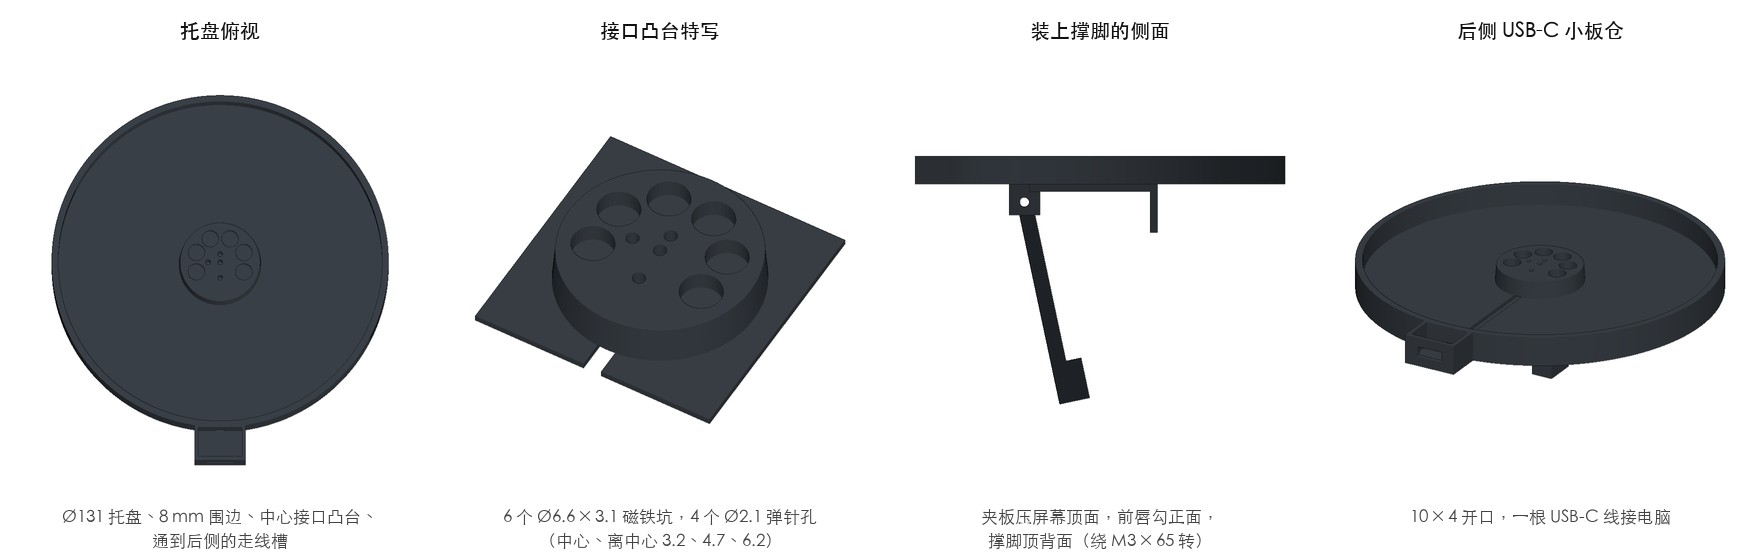 托盘俯视
接口凸台特写
装上撑脚的侧面
后侧 USB-C 小板仓
Ø131 托盘、8 mm 围边、中心接口凸台、
通到后侧的走线槽
6 个 Ø6.6×3.1 磁铁坑，4 个 Ø2.1 弹针孔
（中心、离中心 3.2、4.7、6.2）
夹板压屏幕顶面，前唇勾正面，
撑脚顶背面（绕 M3×65 转）
10×4 开口，一根 USB-C 线接电脑